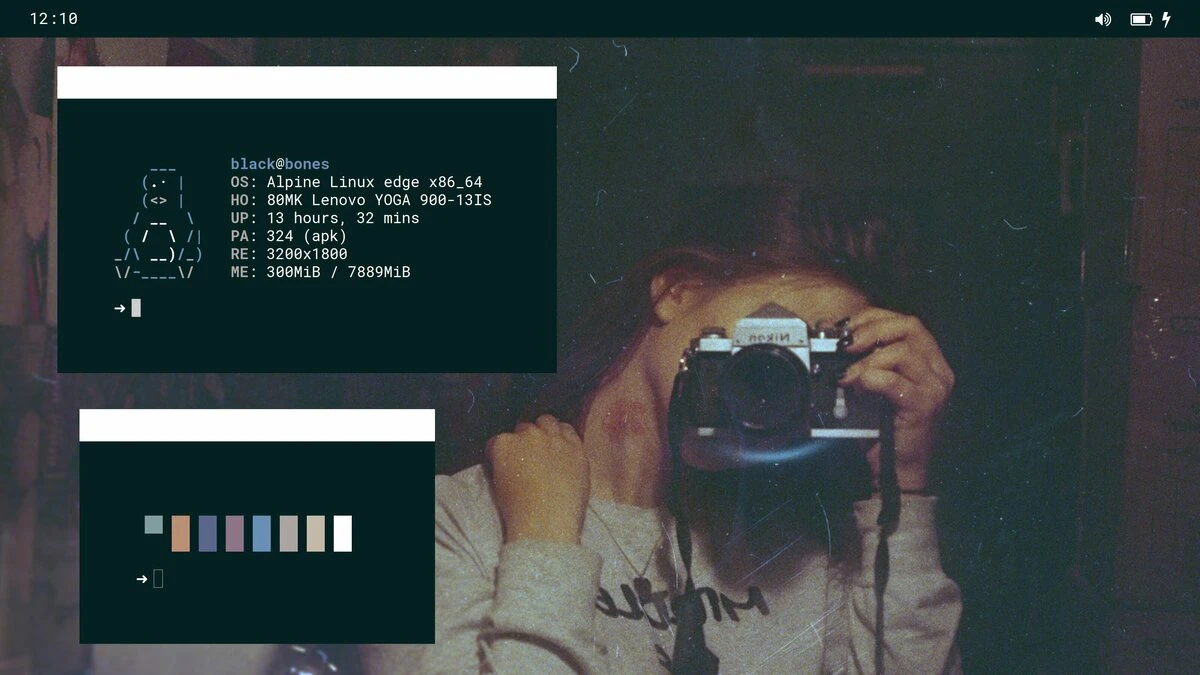 12:10
black@bones
OS: Alpine Linux edge x86_64
HO: 80MK Lenovo YOGA 900-13IS
UP: 13 hours, 32 mins
PA: 324 (apk)
RE: 3200x1800
ME: 300MiB / 7889MiB
Nikon